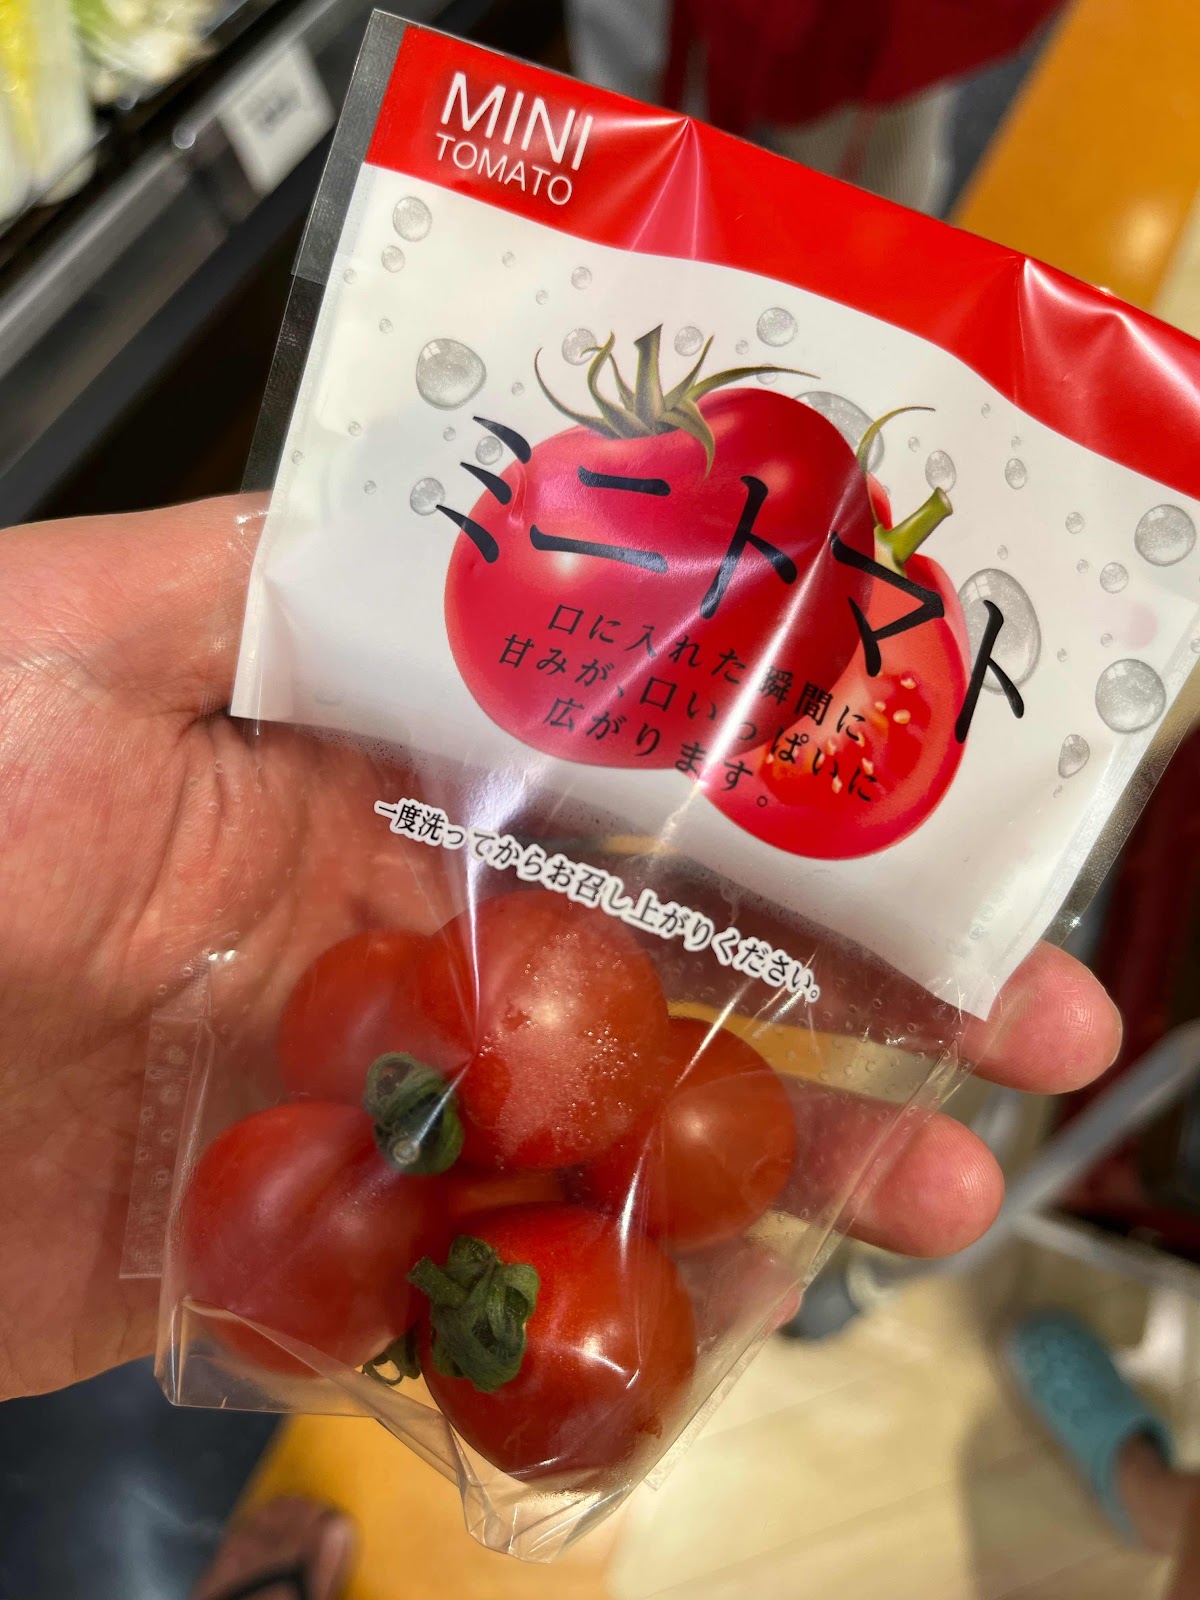 MINI
TOMATO
ミニトマト
口に入れた瞬間に
甘みが、口いっぱいに
広がります。
一度洗ってからお召し上がりください。